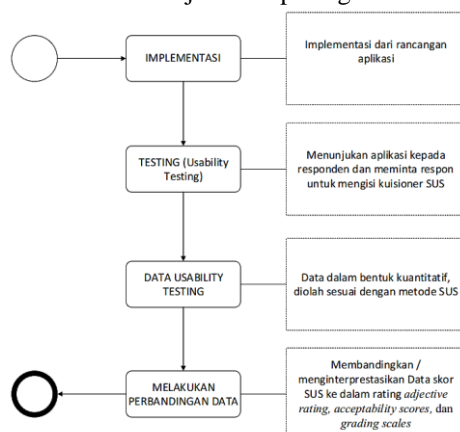 IMPLEMENTASI
Implementasi dari rancangan
aplikasi
TESTING (Usability
Testing)
Menunjukan aplikasi kepada
responden dan meminta respon
untuk mengisi kuisioner SUS
DATA USABILITY
TESTING
Data dalam bentuk kuantitatif,
diolah sesuai dengan metode SUS
MELAKUKAN
PERBANDINGAN DATA
Membandingkan /
menginterprestasikan Data skor
SUS ke dalam rating adjective
rating, acceptability scores, dan
grading scales